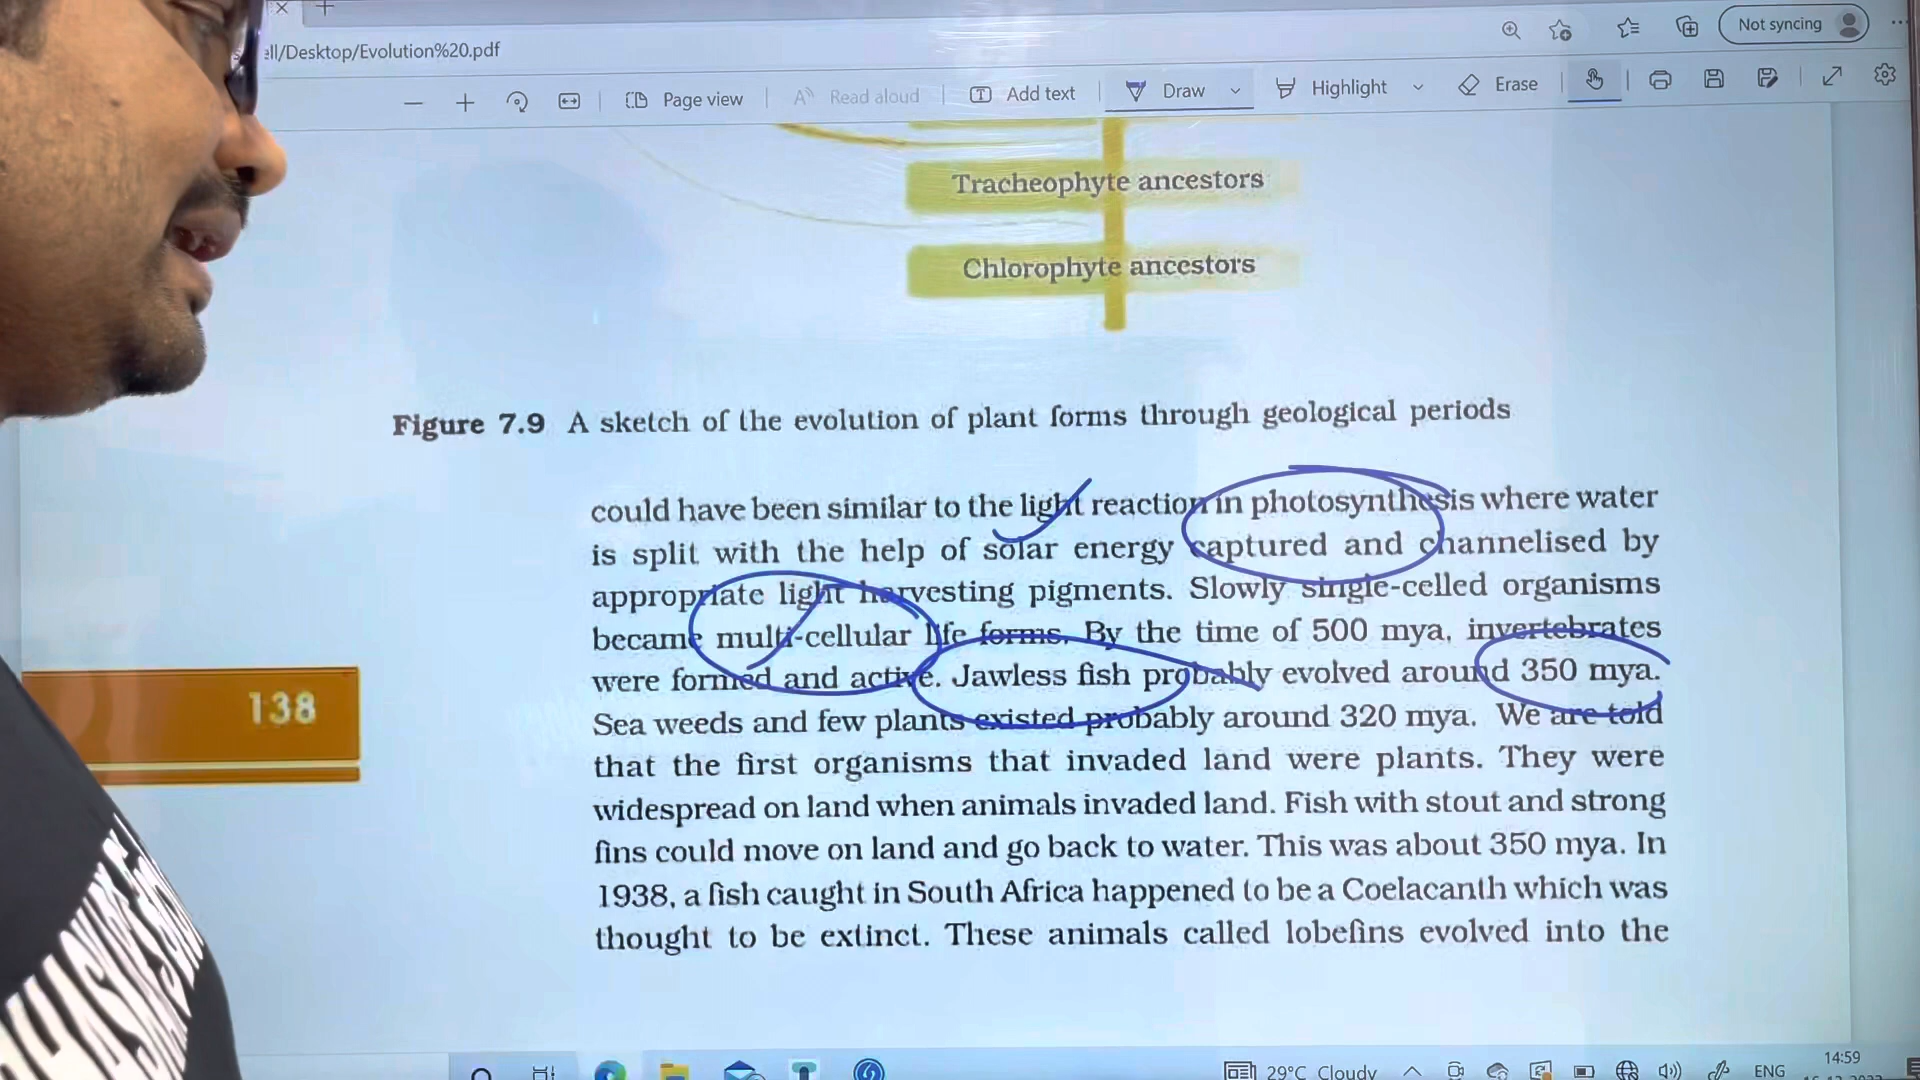 Not syncing
ell/Desktop/Evolution%20.pdf
Page view
Read aloud
Add text
Draw
Highlight
Erase
Tracheophyte ancestors
Chlorophyte ancestors
Figure 7.9 A sketch of the evolution of plant forms through geological periods
could have been similar to the light reaction in photosynthesis where water
is split with the help of solar energy captured and channelised by
appropriate light harvesting pigments. Slowly single-celled organisms
became multi-cellular life forms. By the time of 500 mya, invertebrates
were formed and active. Jawless fish probably evolved around 350 mya.
138
Sea weeds and few plants existed probably around 320 mya. We are told
that the first organisms that invaded land were plants. They were
widespread on land when animals invaded land. Fish with stout and strong
fins could move on land and go back to water. This was about 350 mya. In
1938, a fish caught in South Africa happened to be a Coelacanth which was
thought to be extinct. These animals called lobefins evolved into the
29°C Cloudy
ENG
14:59